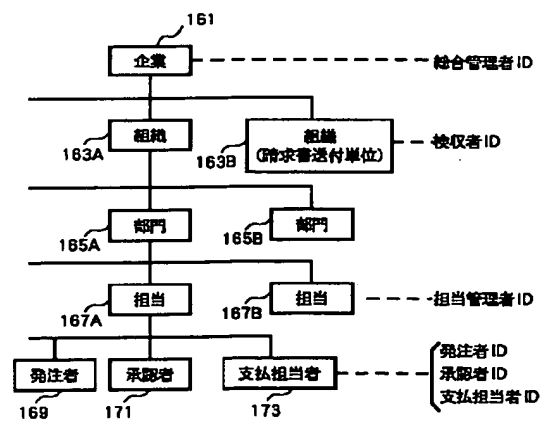 161
企業
総合管理者ID
組織
163A
組織
(請求書送付単位)
163B
検収者ID
部門
165A
部門
165B
担当
167A
担当
167B
担当管理者ID
発注者
169
承認者
171
支払担当者
173
発注者ID
承認者ID
支払担当者ID